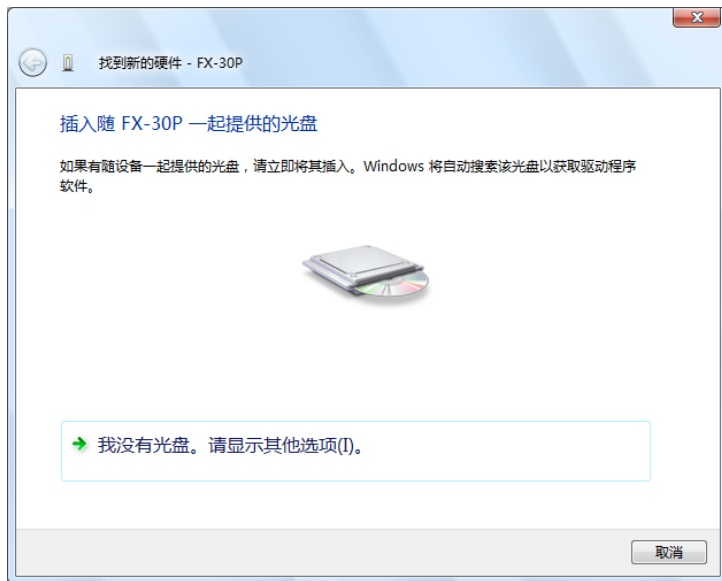 找到新的硬件 - FX-30P
插入随 FX-30P 一起提供的光盘
如果有随设备一起提供的光盘，请立即将其插入。Windows 将自动搜索该光盘以获取驱动程序
软件。
我没有光盘。请显示其他选项(I)。
取消